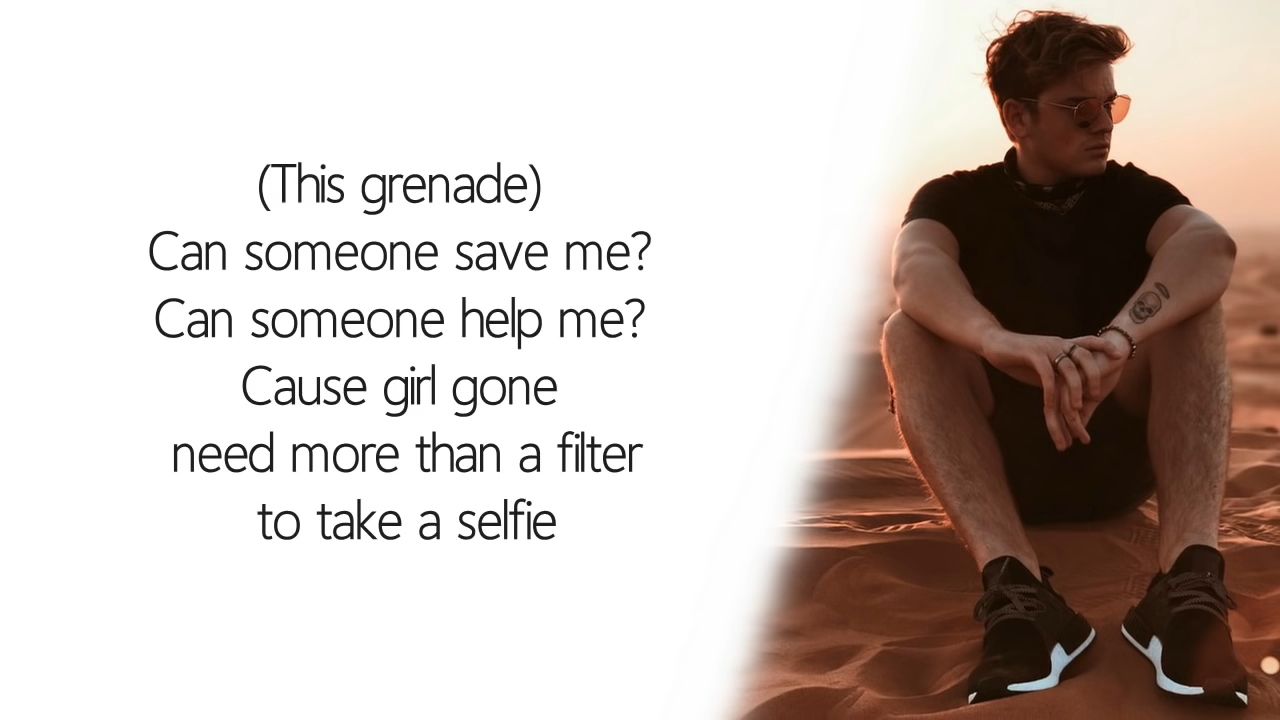 (This grenade)
Can someone save me?
Can someone help me?
Cause girl gone
need more than a filter
to take a selfie